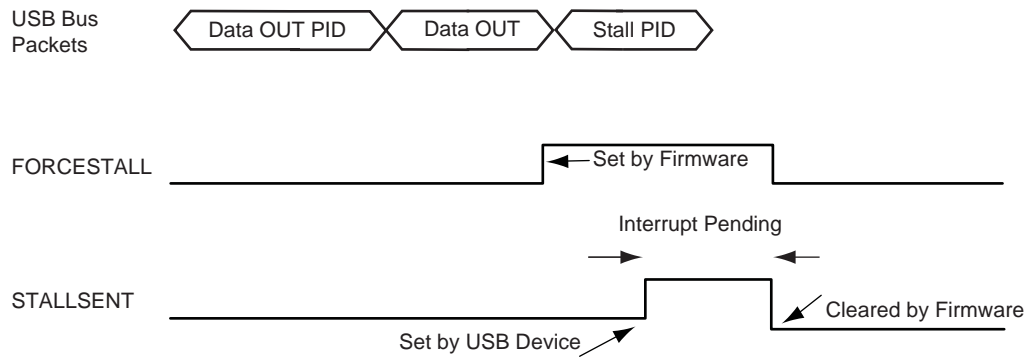 USB Bus
Packets
Data OUT PID
Data OUT
Stall PID
FORCESTALL
Set by Firmware
Interrupt Pending
STALLSENT
Cleared by Firmware
Set by USB Device